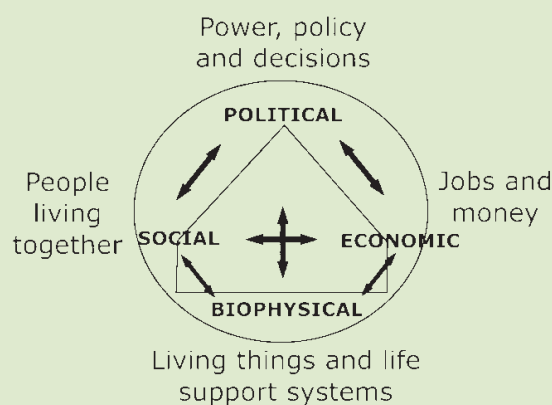 Power, policy
and decisions
POLITICAL
People
living
together
Jobs and
money
SOCIAL
ECONOMIC
BIOPHYSICAL
Living things and life
support systems